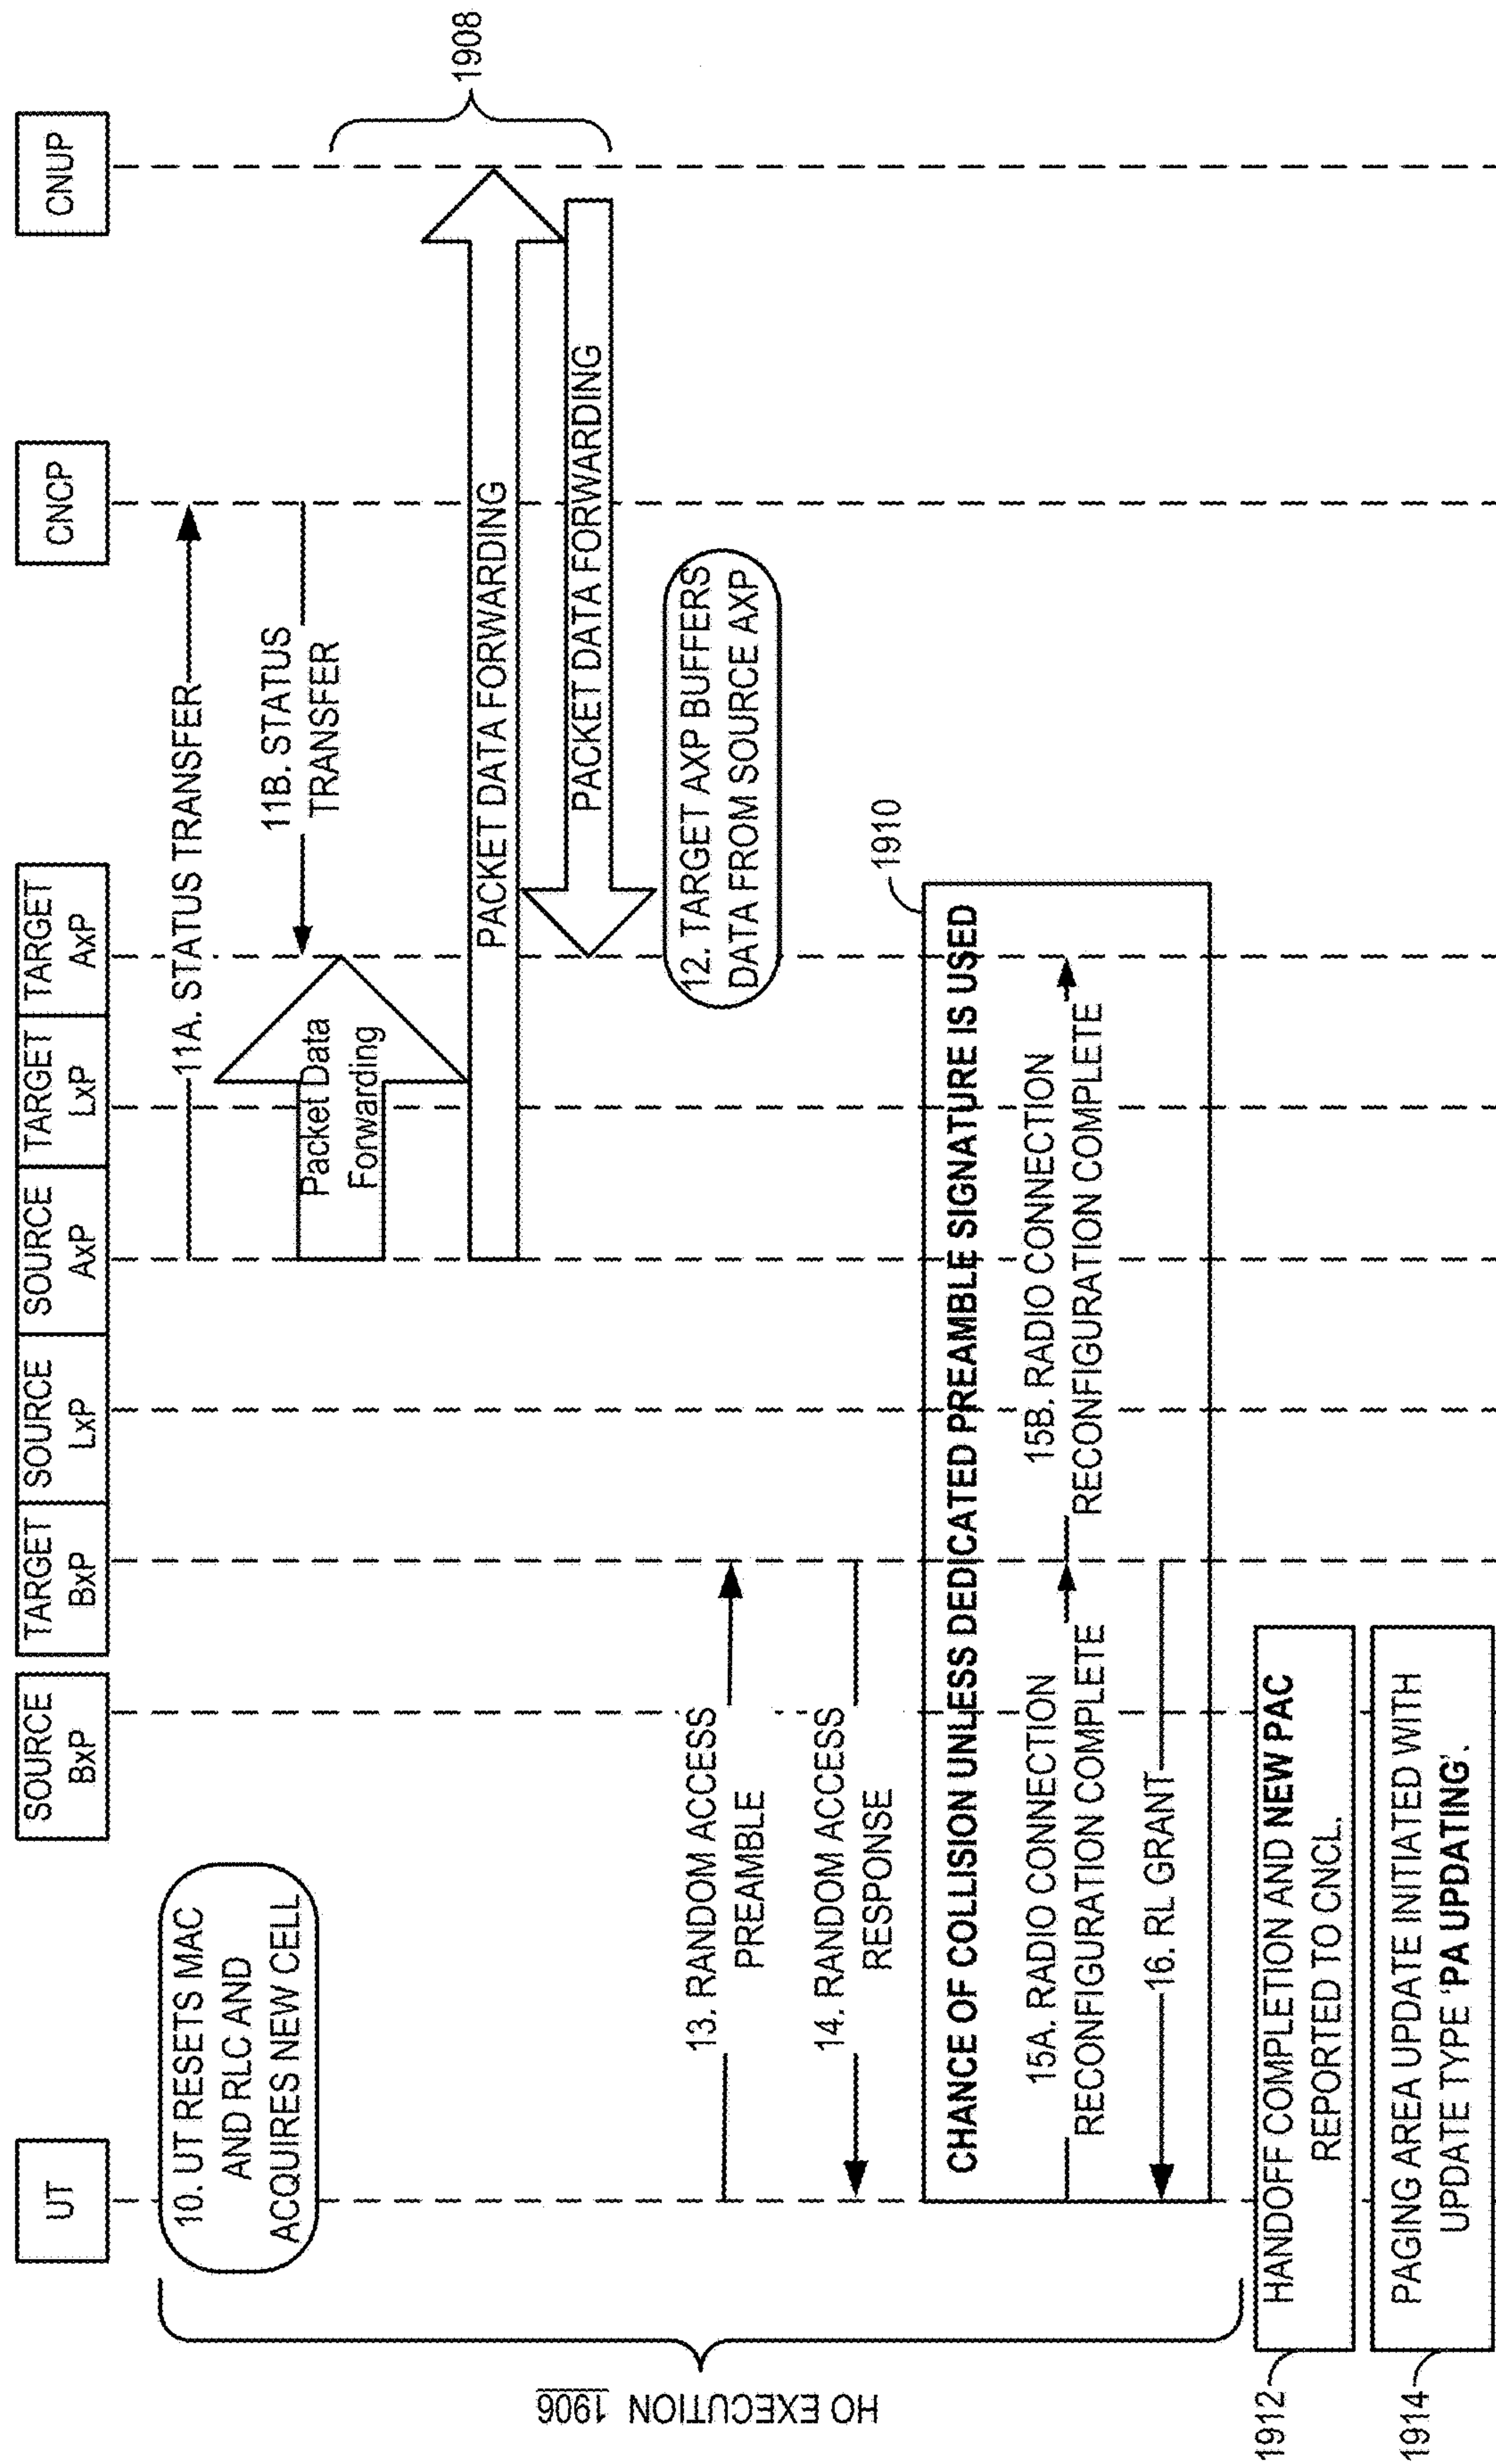 UT
SOURCE
BxP
TARGET
BxP
SOURCE
LxP
SOURCE
AxP
TARGET
LxP
TARGET
AxP
CNCP
CNUP
10. UT RESETS MAC
AND RLC AND
ACQUIRES NEW CELL
11A. STATUS TRANSFER
11B. STATUS
TRANSFER
Packet Data
Forwarding
PACKET DATA FORWARDING
PACKET DATA FORWARDING
1908
12. TARGET AXP BUFFERS
DATA FROM SOURCE AXP
13. RANDOM ACCESS
PREAMBLE
14. RANDOM ACCESS
RESPONSE
1910
CHANCE OF COLLISION UNLESS DEDICATED PREAMBLE SIGNATURE IS USED
15A. RADIO CONNECTION
RECONFIGURATION COMPLETE
15B. RADIO CONNECTION
RECONFIGURATION COMPLETE
16. RL GRANT
HO EXECUTION 1906
1912
HANDOFF COMPLETION AND NEW PAC
REPORTED TO CNCL.
1914
PAGING AREA UPDATE INITIATED WITH
UPDATE TYPE ‘PA UPDATING’.